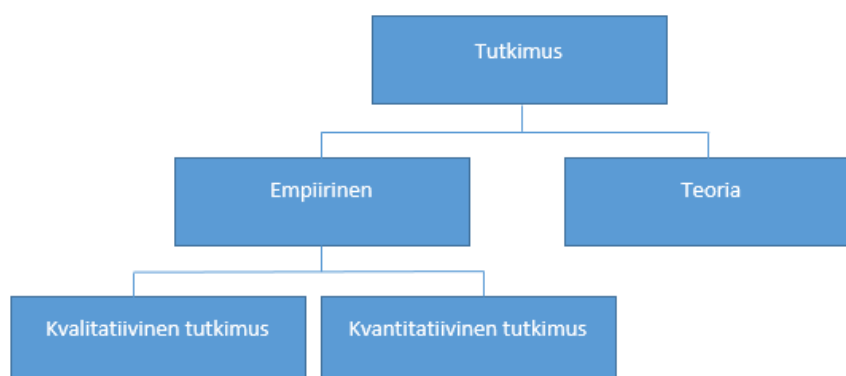 Tutkimus
Empiirinen
Teoria
Kvalitatiivinen tutkimus
Kvantitatiivinen tutkimus